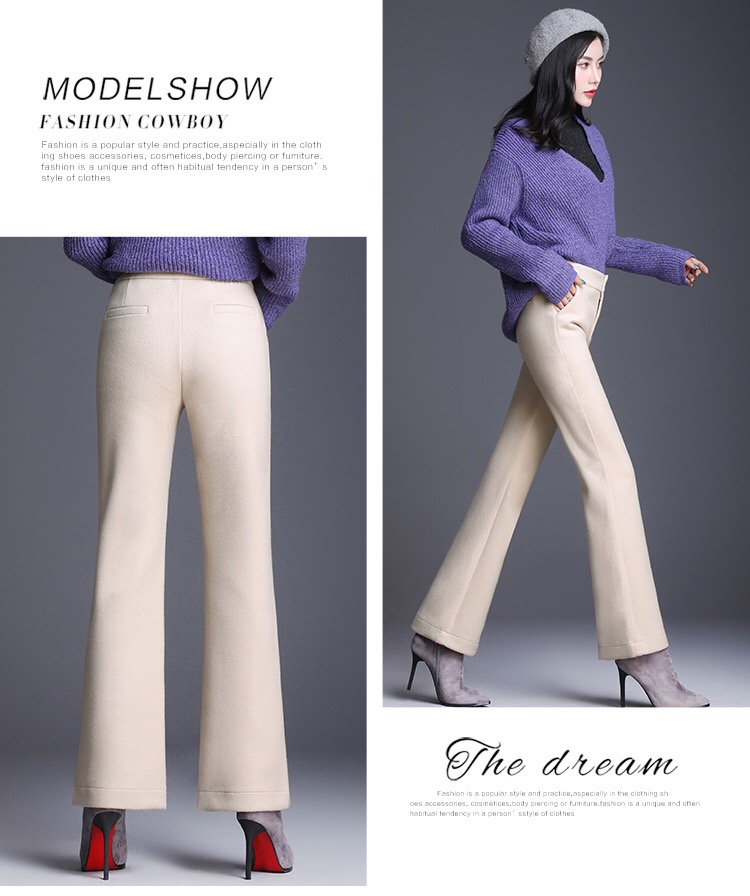 MODELSHOW
FASHION COWBOY
Fashion is a popular style and practice,aspecially in the cloth
ing shoes accessories, cosmetices,body piercing or fumiture.
fashion is a unique and often habitual tendency in a person's
style of clothes
The dream
Fashion is a popular style and practice,aspecially in the clothing sh
oes accessories, cosmetices,body piercing or fumiture.fashion is a unique and often
habitual tendency in a person'sstyle of clothes